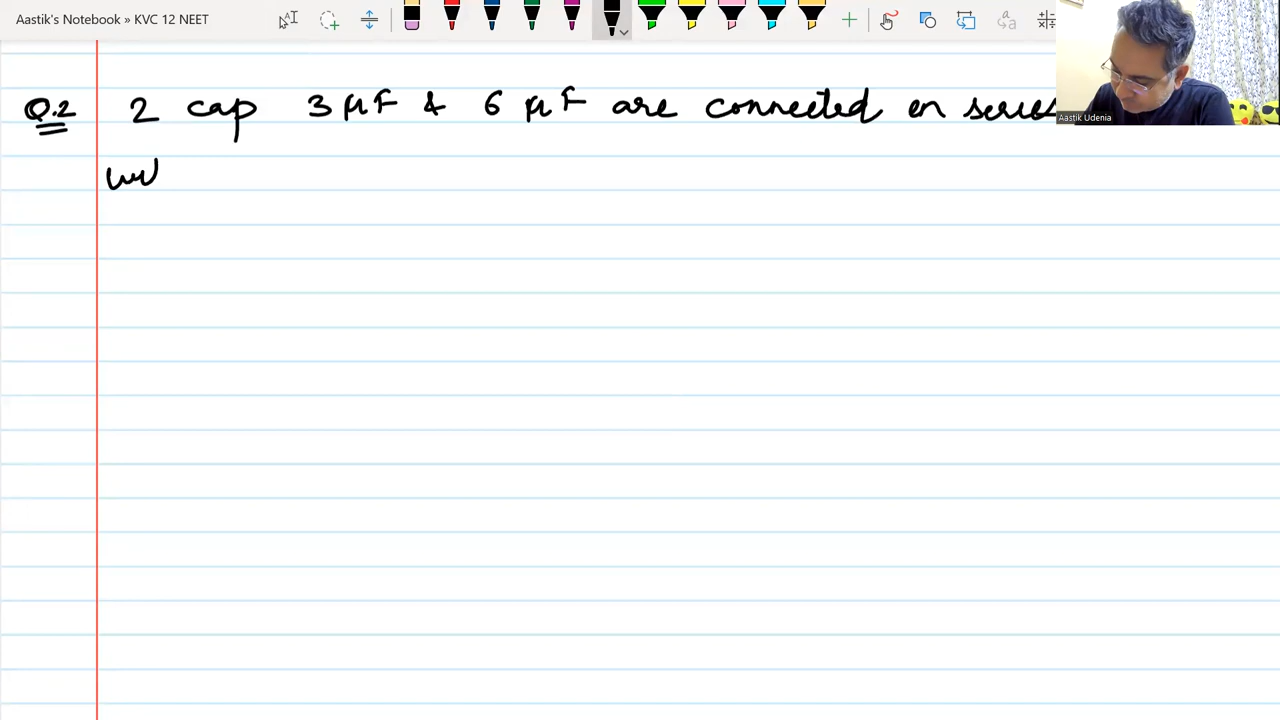 Aastik's Notebook » KVC 12 NEET
Q.2 2 cap 3 μF & 6 μF are connected in series
Aastik Udenia